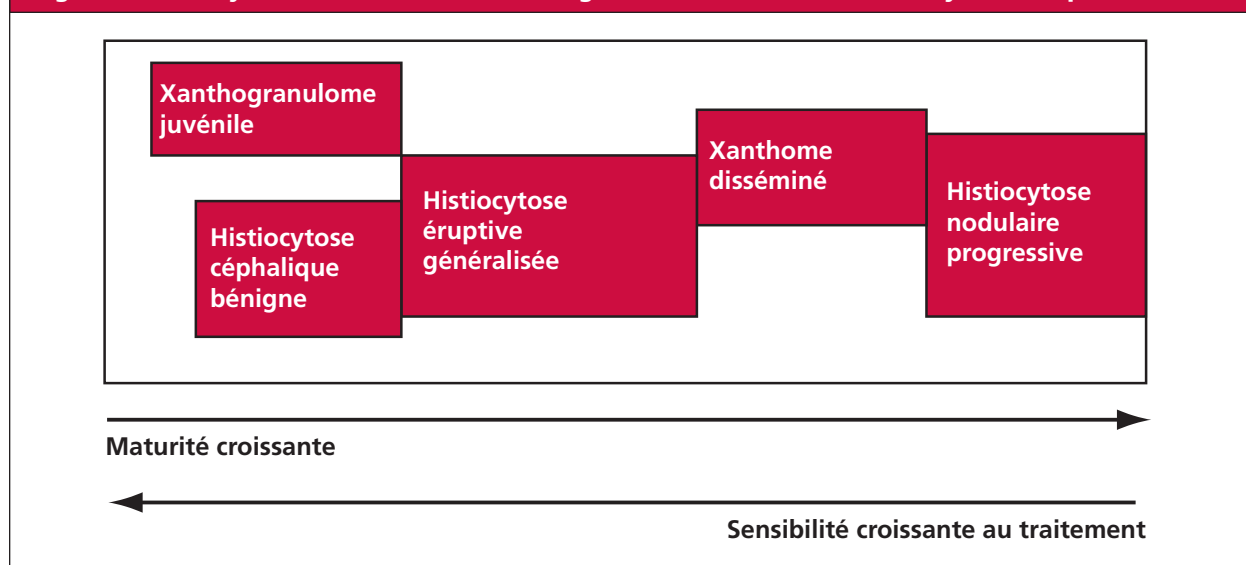 Xanthogranulome
juvénile
Histiocytose
céphalique
bénigne
Histiocytose
éruptive
généralisée
Xanthome
disséminé
Histiocytose
nodulaire
progressive
Maturité croissante
Sensibilité croissante au traitement